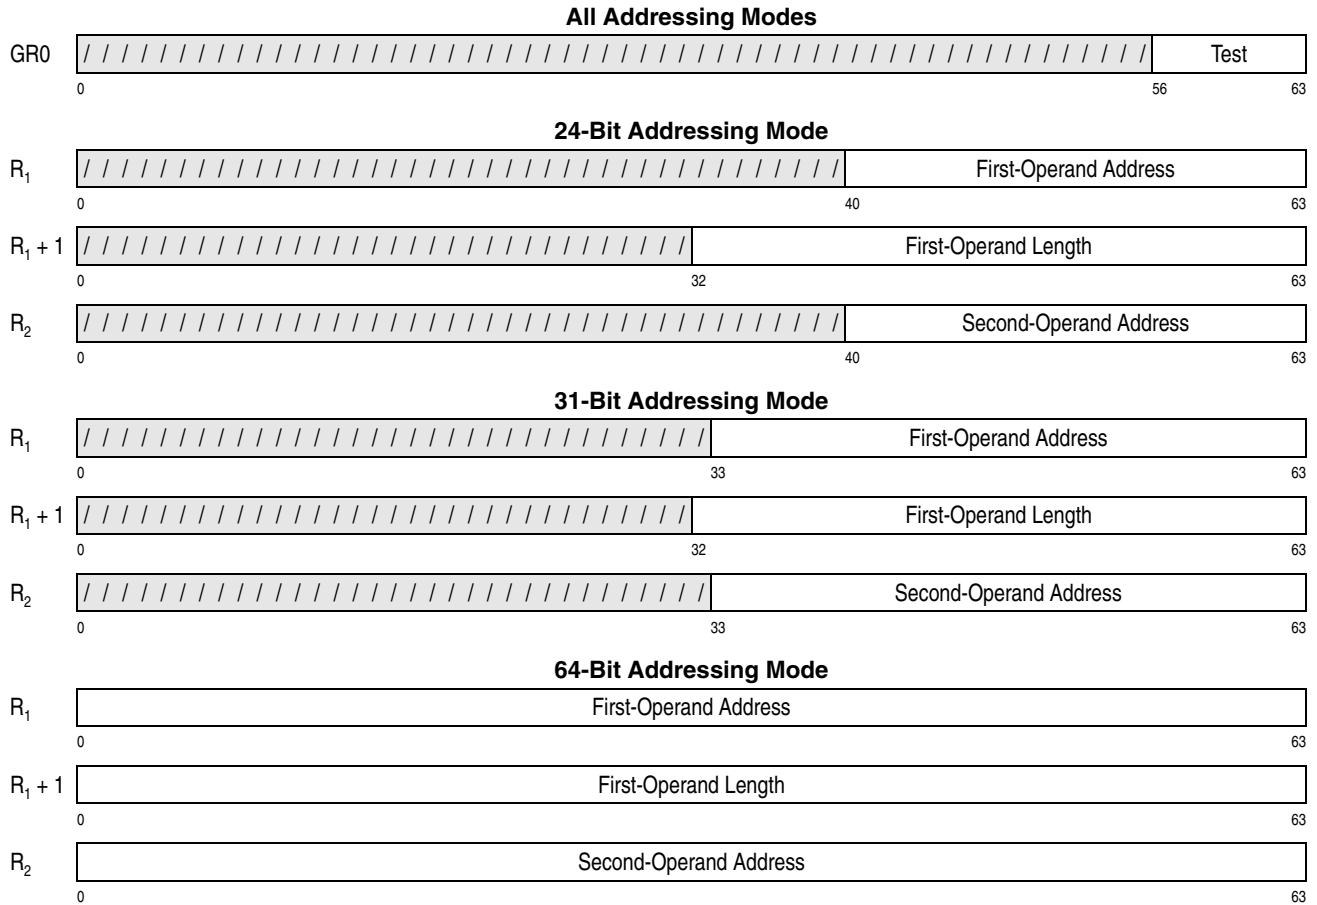 All Addressing Modes
GR0 / / / / / / / / / / / / / / / / / / / / / / / / / / / / / / / / / / / / / / / / / / / / / / / / / / / / / / / / Test
0 56 63
24-Bit Addressing Mode
R₁ / / / / / / / / / / / / / / / / / / / / / / / / / / / / / / / / / / / / / / / / First-Operand Address
0 40 63
R₁ + 1 / / / / / / / / / / / / / / / / / / / / / / / / / / / / / / / / First-Operand Length
0 32 63
R₂ / / / / / / / / / / / / / / / / / / / / / / / / / / / / / / / / / / / / / / / / Second-Operand Address
0 40 63
31-Bit Addressing Mode
R₁ / / / / / / / / / / / / / / / / / / / / / / / / / / / / / / / / / First-Operand Address
0 33 63
R₁ + 1 / / / / / / / / / / / / / / / / / / / / / / / / / / / / / / / / First-Operand Length
0 32 63
R₂ / / / / / / / / / / / / / / / / / / / / / / / / / / / / / / / / / Second-Operand Address
0 33 63
64-Bit Addressing Mode
R₁ First-Operand Address
0 63
R₁ + 1 First-Operand Length
0 63
R₂ Second-Operand Address
0 63